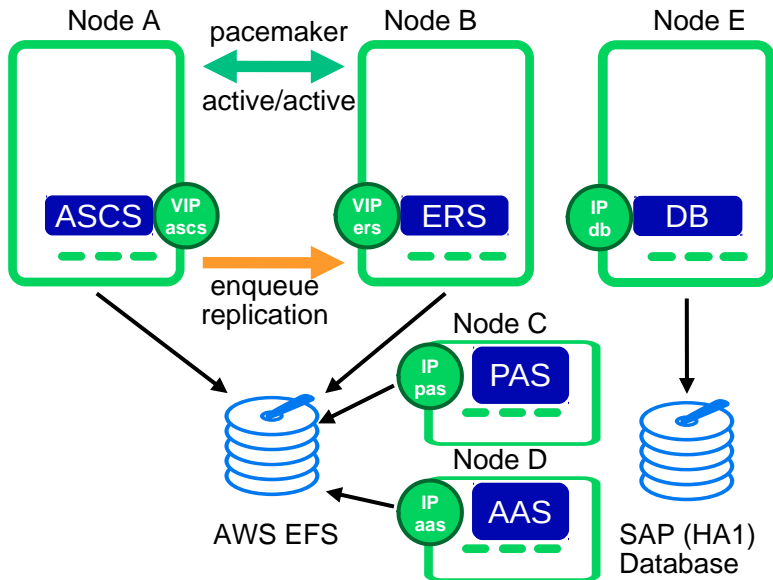 Node A
pacemaker
Node B
Node E
active/active
ASCS
VIP
ascs
VIP
ers
ERS
IP
db
DB
enqueue
replication
Node C
IP
pas
PAS
Node D
IP
aas
AAS
AWS EFS
SAP (HA1)
Database